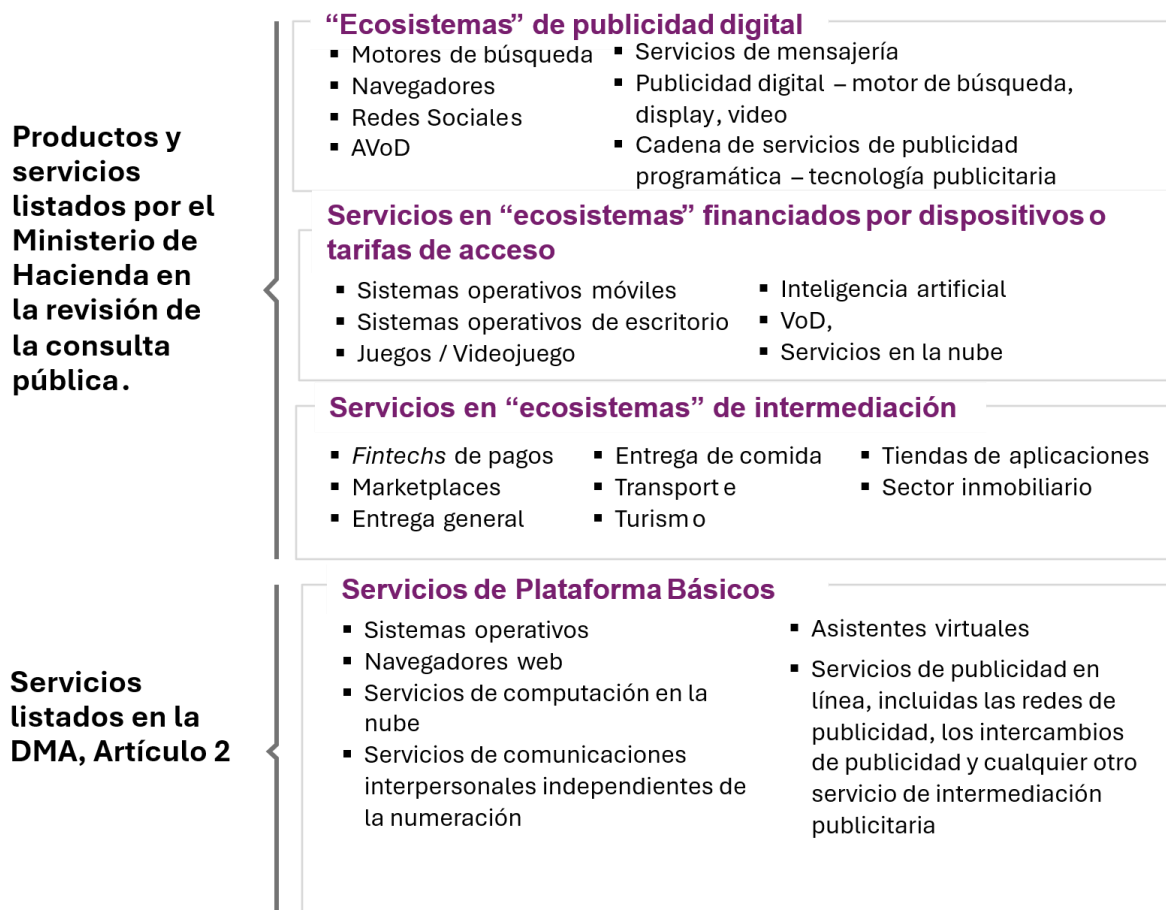 Productos y
servicios
listados por el
Ministerio de
Hacienda en
la revisión de
la consulta
pública.
“Ecosistemas” de publicidad digital
▪ Motores de búsqueda
▪ Navegadores
▪ Redes Sociales
▪ AVoD
▪ Servicios de mensajería
▪ Publicidad digital – motor de búsqueda,
display, video
▪ Cadena de servicios de publicidad
programática – tecnología publicitaria
Servicios en “ecosistemas” financiados por dispositivos o
tarifas de acceso
▪ Sistemas operativos móviles
▪ Sistemas operativos de escritorio
▪ Juegos / Videojuego
▪ Inteligencia artificial
▪ VoD,
▪ Servicios en la nube
Servicios en “ecosistemas” de intermediación
▪ Fintechs de pagos
▪ Marketplaces
▪ Entrega general
▪ Entrega de comida
▪ Transporte
▪ Turismo
▪ Tiendas de aplicaciones
▪ Sector inmobiliario
Servicios
listados en la
DMA, Artículo 2
Servicios de Plataforma Básicos
▪ Sistemas operativos
▪ Navegadores web
▪ Servicios de computación en la
nube
▪ Servicios de comunicaciones
interpersonales independientes de
la numeración
▪ Asistentes virtuales
▪ Servicios de publicidad en
línea, incluidas las redes de
publicidad, los intercambios
de publicidad y cualquier otro
servicio de intermediación
publicitaria